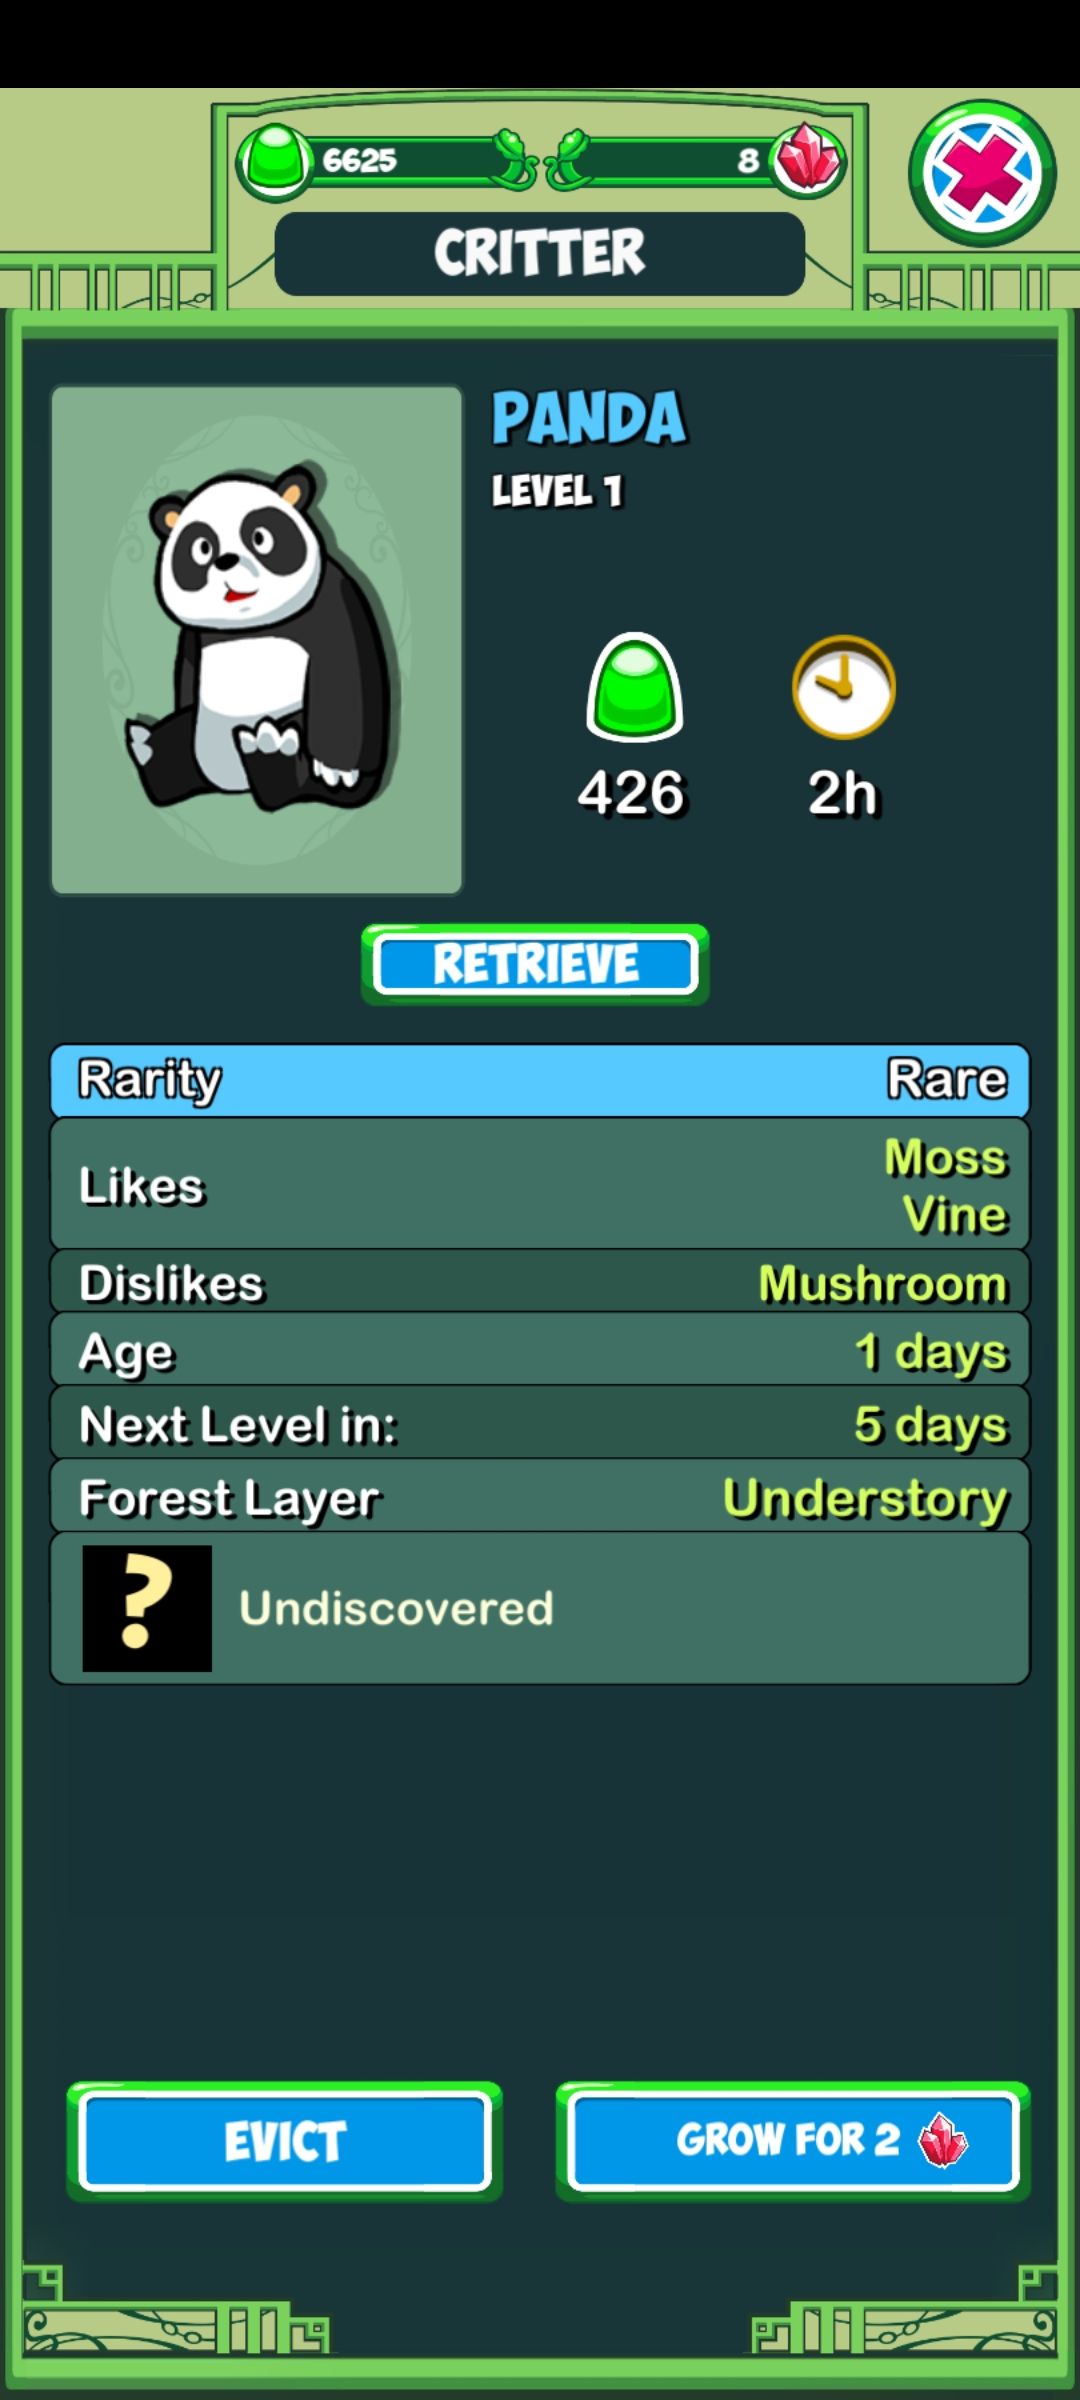 6625
8
CRITTER
PANDA
LEVEL 1
426
2h
RETRIEVE
Rarity Rare
Likes Moss
Vine
Dislikes Mushroom
Age 1 days
Next Level in: 5 days
Forest Layer Understory
? Undiscovered
EVICT
GROW FOR 2